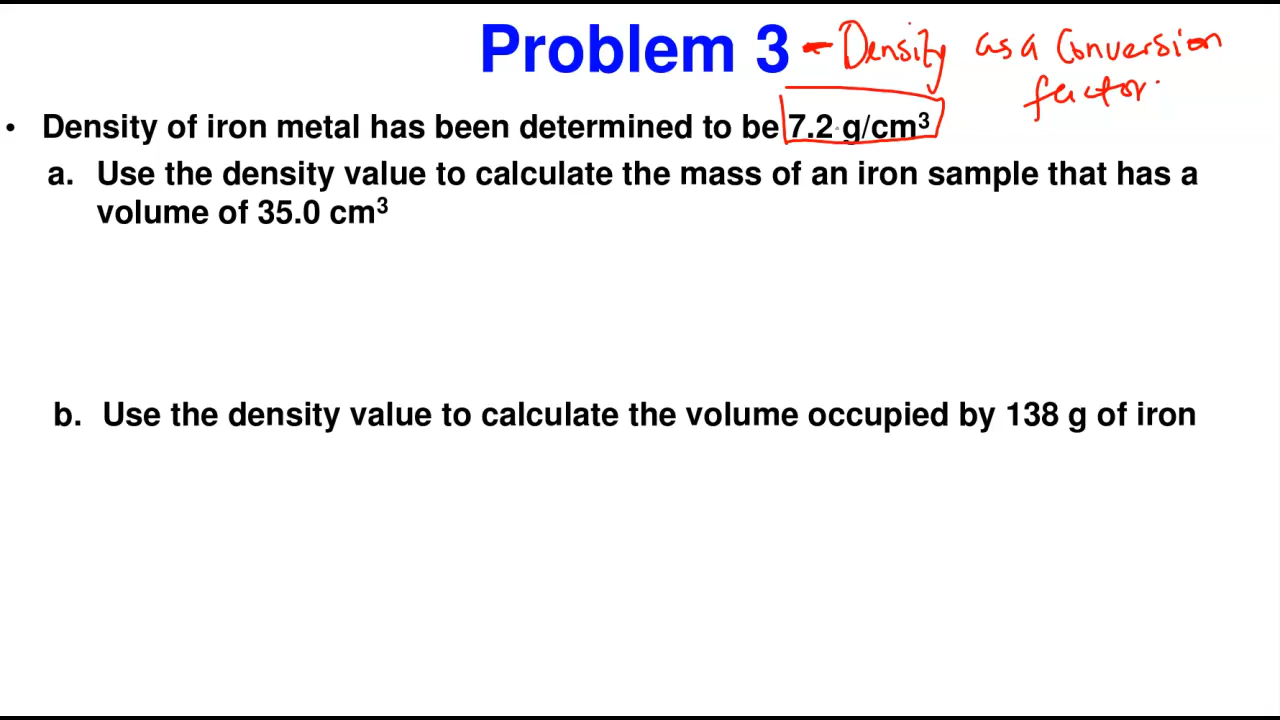 Problem 3 - Density as a Conversion
factor.
• Density of iron metal has been determined to be 7.2 g/cm³
a. Use the density value to calculate the mass of an iron sample that has a
volume of 35.0 cm³
b. Use the density value to calculate the volume occupied by 138 g of iron